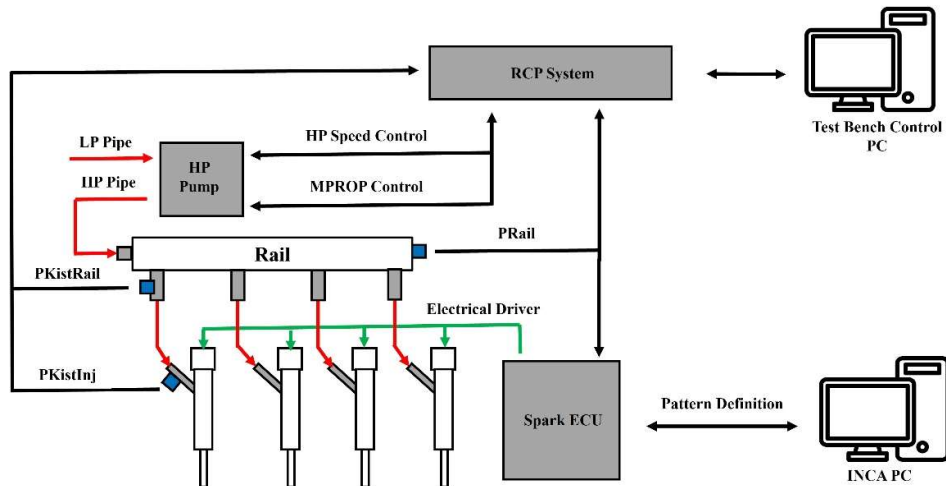 RCP System
Test Bench Control
PC
LP Pipe
HP Speed Control
HP
Pump
HP Pipe
MPROP Control
PRail
Rail
PKistRail
Electrical Driver
PKistInj
Spark ECU
Pattern Definition
INCA PC